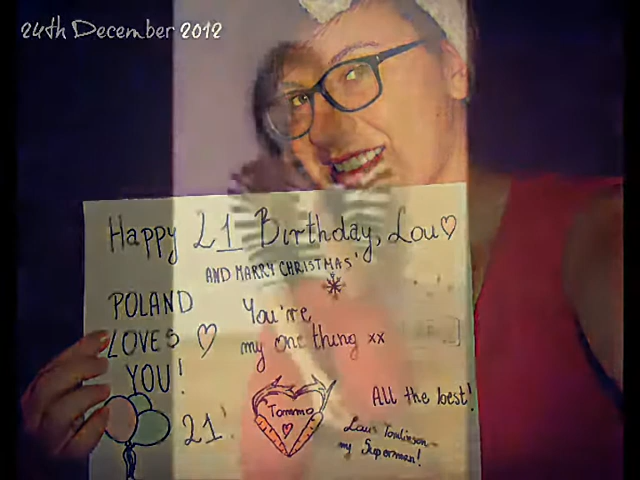 24th December 2012
Happy 21 Birthday, Lou♡
AND MARRY CHRISTMAS'
POLAND
LOVES ♡
YOU!
You're
my one thing xx
21!
Tommo
♡
All the best!
Louis Tomlinson -
my Superman!